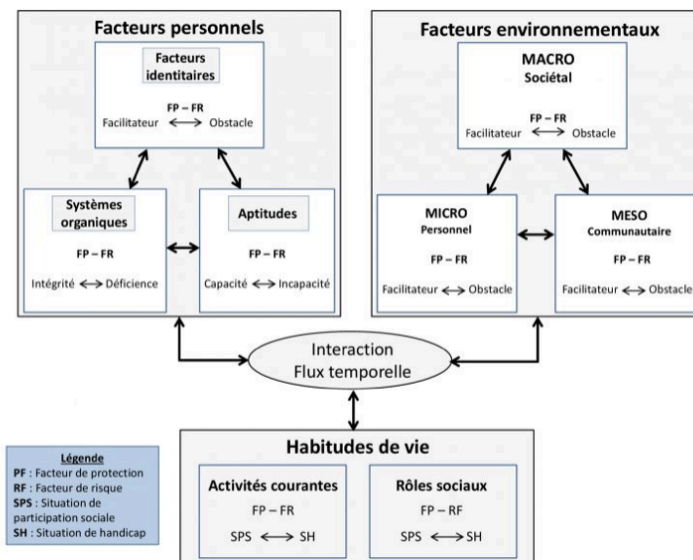 Facteurs personnels
Facteurs
identitaires
FP – FR
Facilitateur ⟷ Obstacle
Systèmes
organiques
FP – FR
Intégrité ⟷ Déficience
Aptitudes
FP – FR
Capacité ⟷ Incapacité
Facteurs environnementaux
MACRO
Sociétal
FP – FR
Facilitateur ⟷ Obstacle
MICRO
Personnel
FP – FR
Facilitateur ⟷ Obstacle
MESO
Communautaire
FP – FR
Facilitateur ⟷ Obstacle
Interaction
Flux temporelle
Habitudes de vie
Activités courantes
FP – FR
SPS ⟷ SH
Rôles sociaux
FP – RF
SPS ⟷ SH
Légende
PF : Facteur de protection
RF : Facteur de risque
SPS : Situation de
participation sociale
SH : Situation de handicap